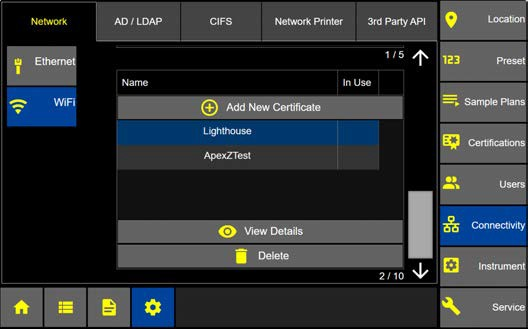 Network
AD / LDAP
CIFS
Network Printer
3rd Party API
Location
Ethernet
WiFi
1 / 5
Name
In Use
Add New Certificate
Lighthouse
ApexZTest
View Details
Delete
2 / 10
123
Preset
Sample Plans
Certifications
Users
Connectivity
Instrument
Service